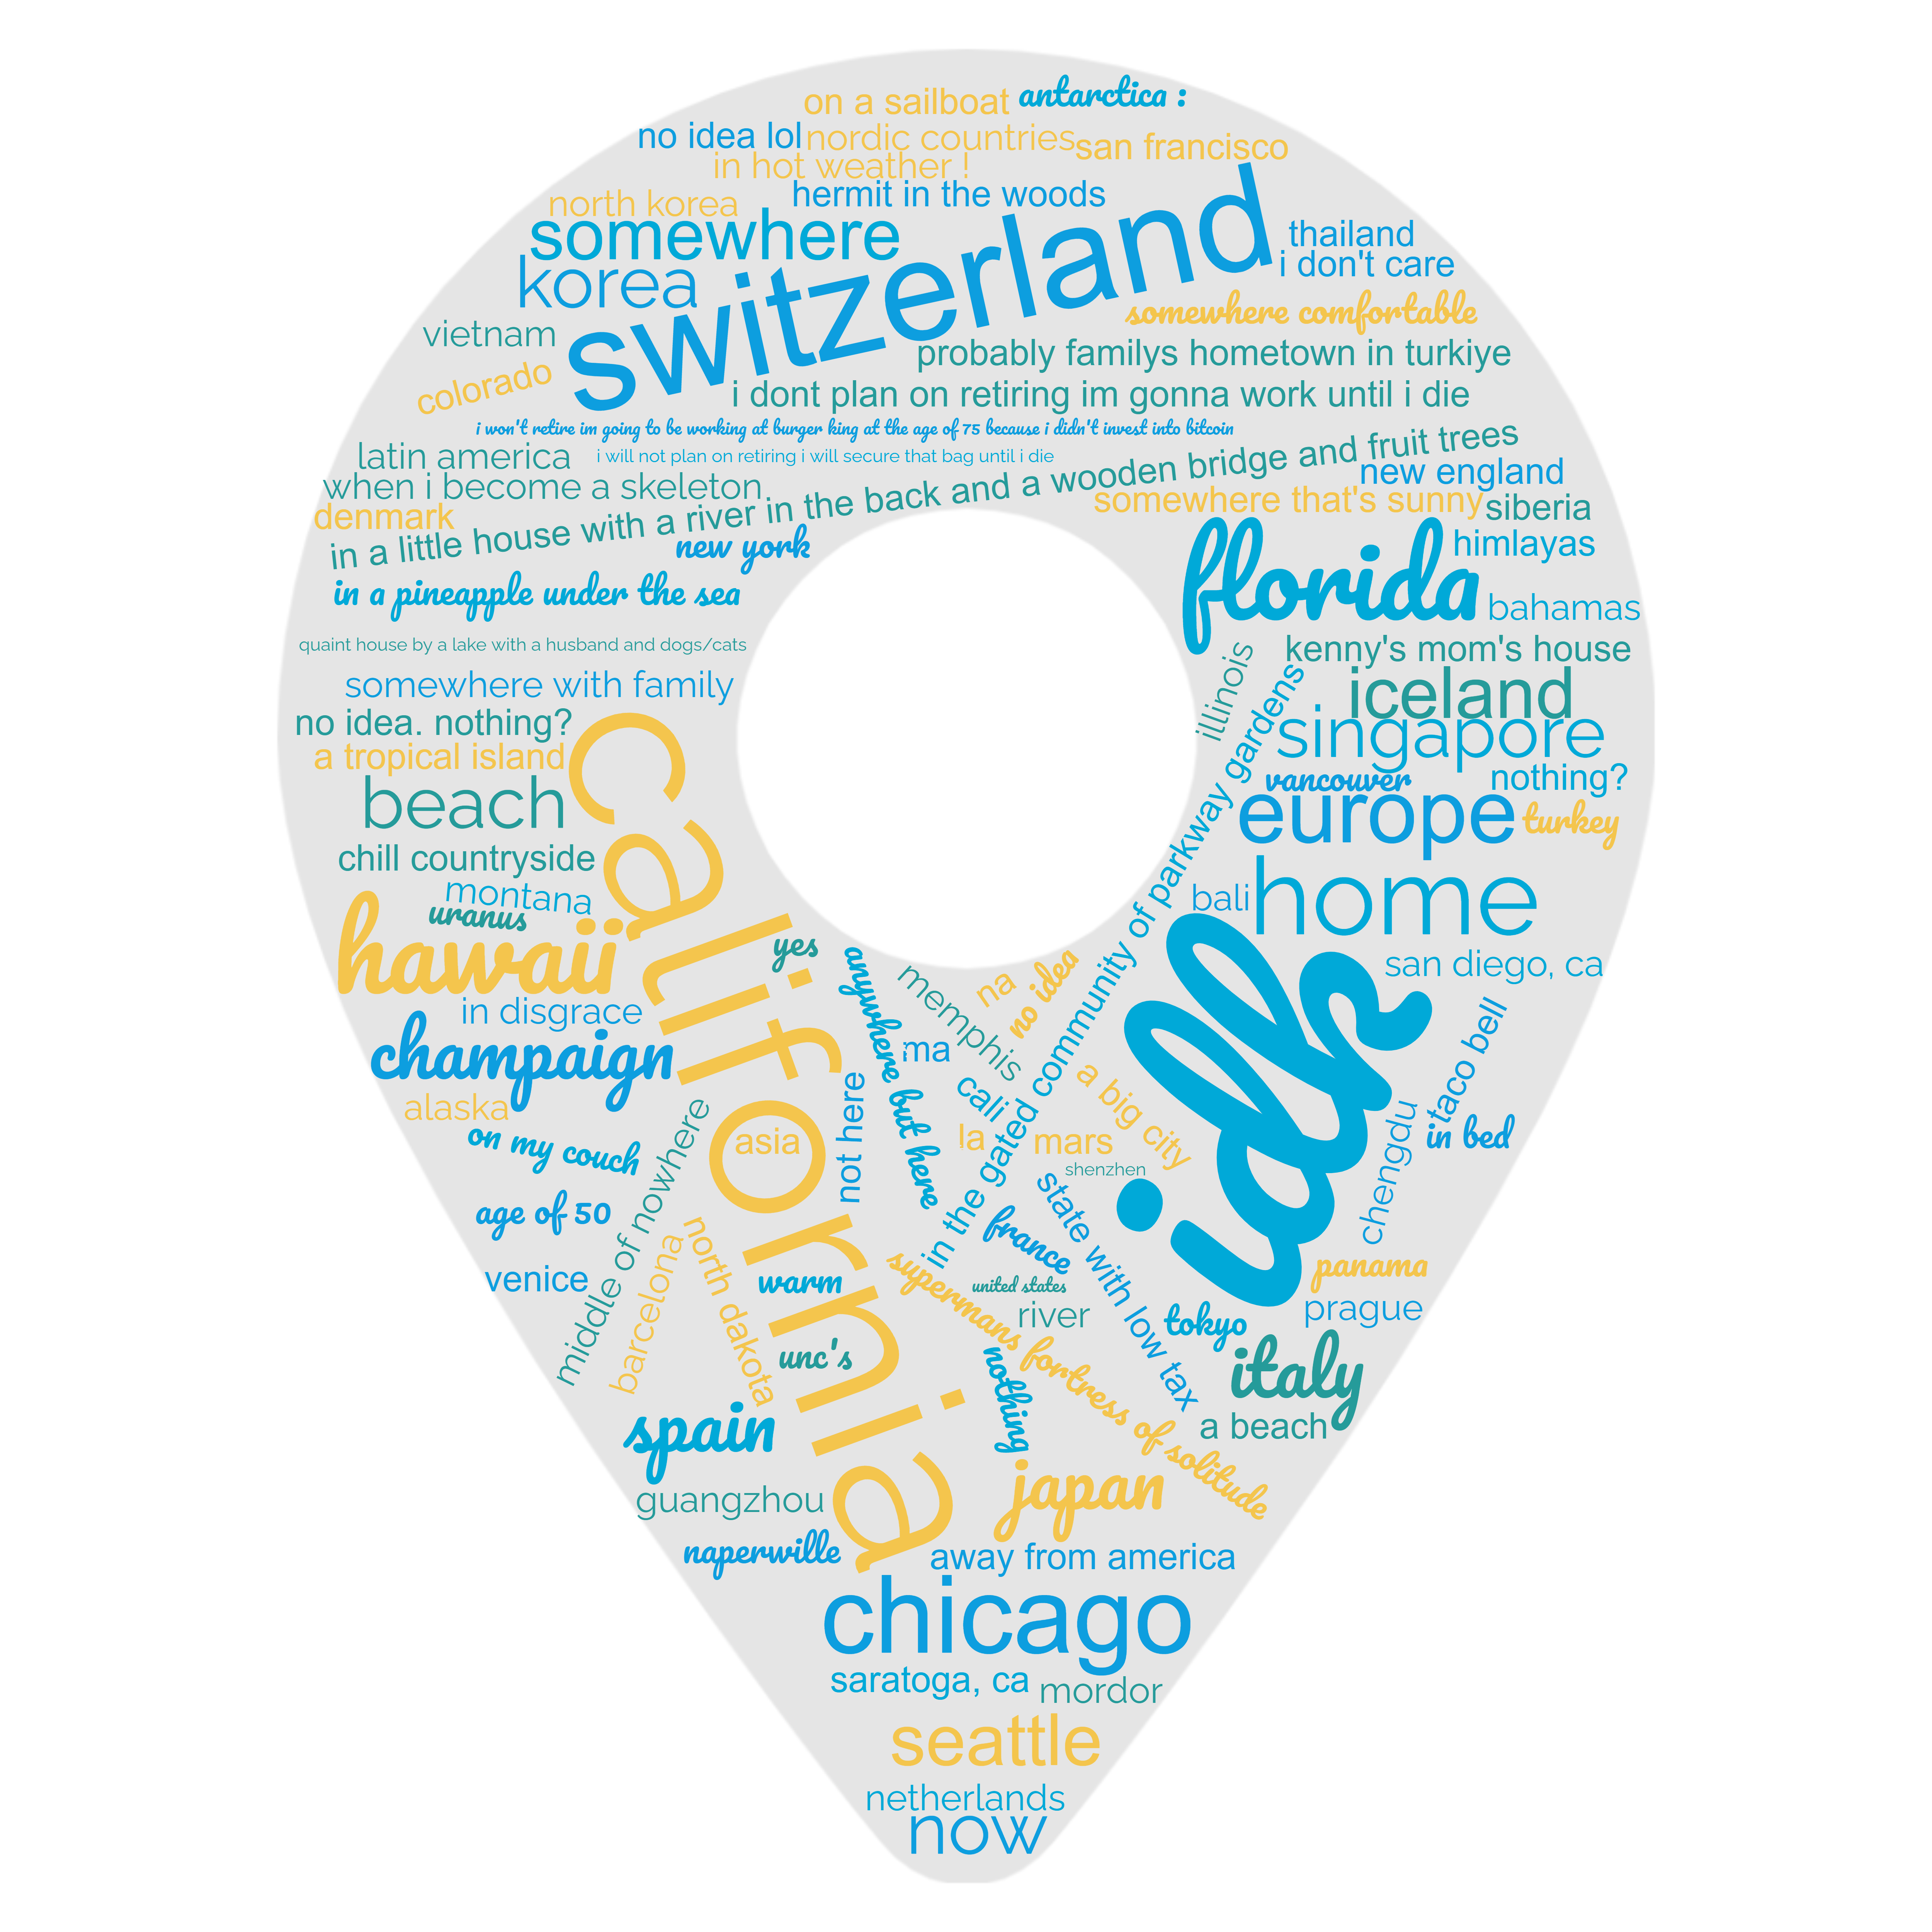 on a sailboat
antarctica :
no idea lol
nordic countries
san francisco
in hot weather !
hermit in the woods
north korea
somewhere
switzerland
thailand
i don't care
korea
somewhere comfortable
vietnam
probably familys hometown in turkiye
colorado
i dont plan on retiring im gonna work until i die
i won't retire im going to be working at burger king at the age of 75 because i didn't invest into bitcoin
latin america
i will not plan on retiring i will secure that bag until i die
in a little house with a river in the back and a wooden bridge and fruit trees
new england
when i become a skeleton
somewhere that's sunny
siberia
denmark
new york
florida
himlayas
in a pineapple under the sea
bahamas
quaint house by a lake with a husband and dogs/cats
kenny's mom's house
illinois
somewhere with family
iceland
no idea. nothing?
singapore
a tropical island
vancouver
nothing?
beach
california
europe
turkey
chill countryside
in the gated community of parkway gardens
montana
bali
home
uranus
hawaii
yes
idk
san diego, ca
anywhere but here
memphis
na
no idea
in disgrace
champaign
ma
cali
a big city
taco bell
alaska
not here
on my couch
asia
la
mars
in bed
shenzhen
chengdu
middle of nowhere
state with low tax
age of 50
france
barcelona
north dakota
supermans fortress of solitude
venice
warm
united states
panama
river
tokyo
prague
unc's
nothing
italy
spain
a beach
guangzhou
japan
naperwille
away from america
chicago
saratoga, ca
mordor
seattle
netherlands
now